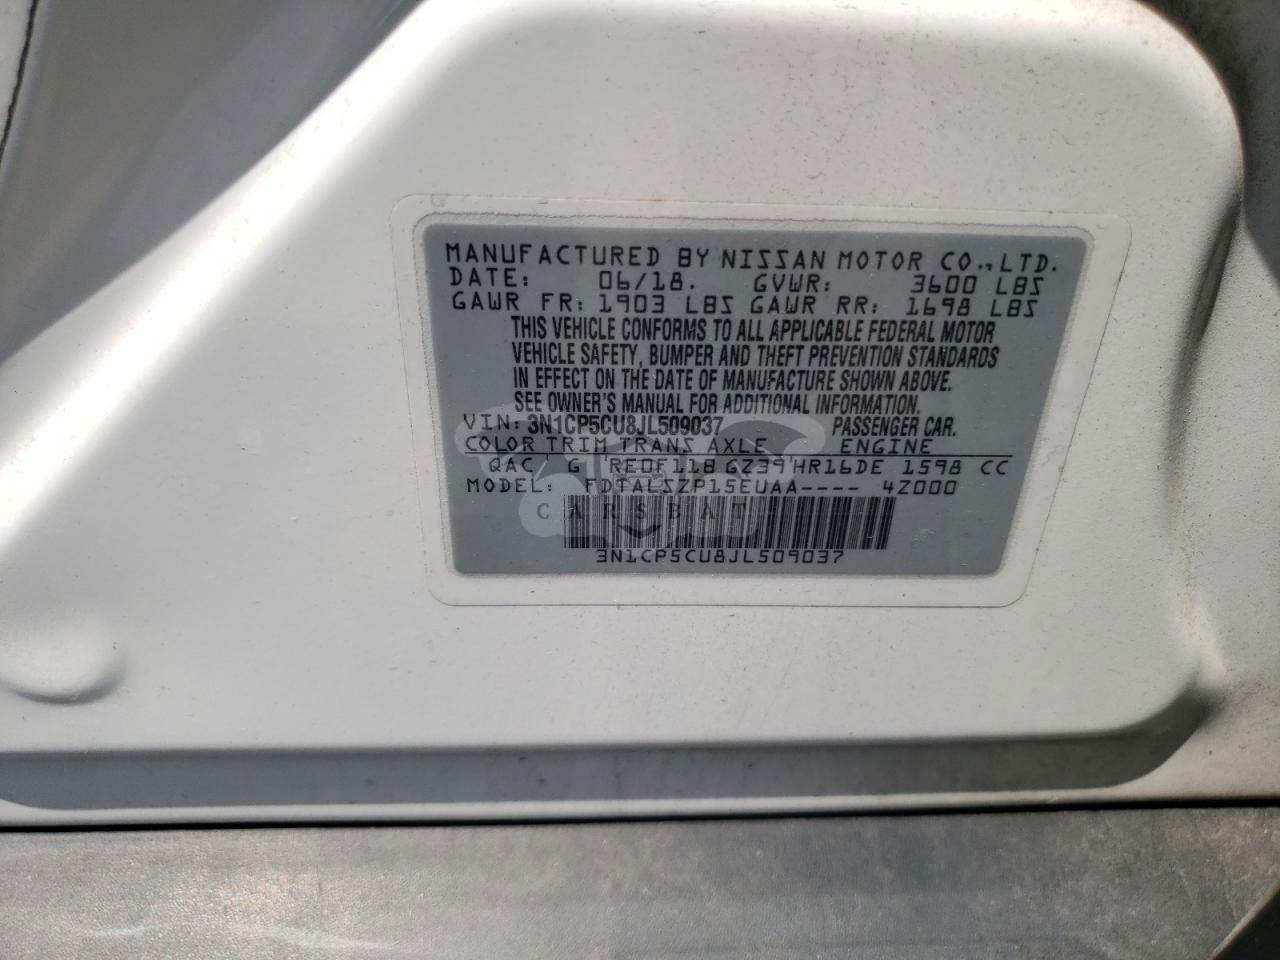 MANUFACTURED BY NISSAN MOTOR CO., LTD.
DATE: 06/18. GVWR: 3600 LBS
GAWR FR: 1903 LBS GAWR RR: 1698 LBS
THIS VEHICLE CONFORMS TO ALL APPLICABLE FEDERAL MOTOR
VEHICLE SAFETY, BUMPER AND THEFT PREVENTION STANDARDS
IN EFFECT ON THE DATE OF MANUFACTURE SHOWN ABOVE.
SEE OWNER'S MANUAL FOR ADDITIONAL INFORMATION.
VIN: 3N1CP5CU8JL509037 PASSENGER CAR.
COLOR TRIM TRANS AXLE ENGINE
QAC G RE0F11B GZ39 HR16DE 1598 CC
MODEL: FDTALSZP15EUAA---- 4Z000
CARSBAT
3N1CP5CU8JL509037